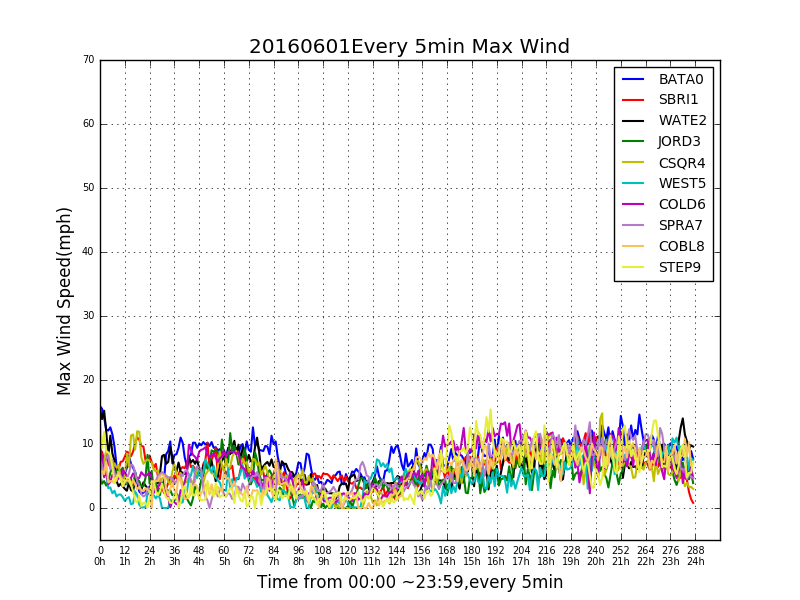 20160601Every 5min Max Wind
70
60
50
40
30
20
10
0
Max Wind Speed(mph)
BATA0
SBRI1
WATE2
JORD3
CSQR4
WEST5
COLD6
SPRA7
COBL8
STEP9
0 12 24 36 48 60 72 84 96 108 120 132 144 156 168 180 192 204 216 228 240 252 264 276 288
0h 1h 2h 3h 4h 5h 6h 7h 8h 9h 10h 11h 12h 13h 14h 15h 16h 17h 18h 19h 20h 21h 22h 23h 24h
Time from 00:00 ~23:59,every 5min